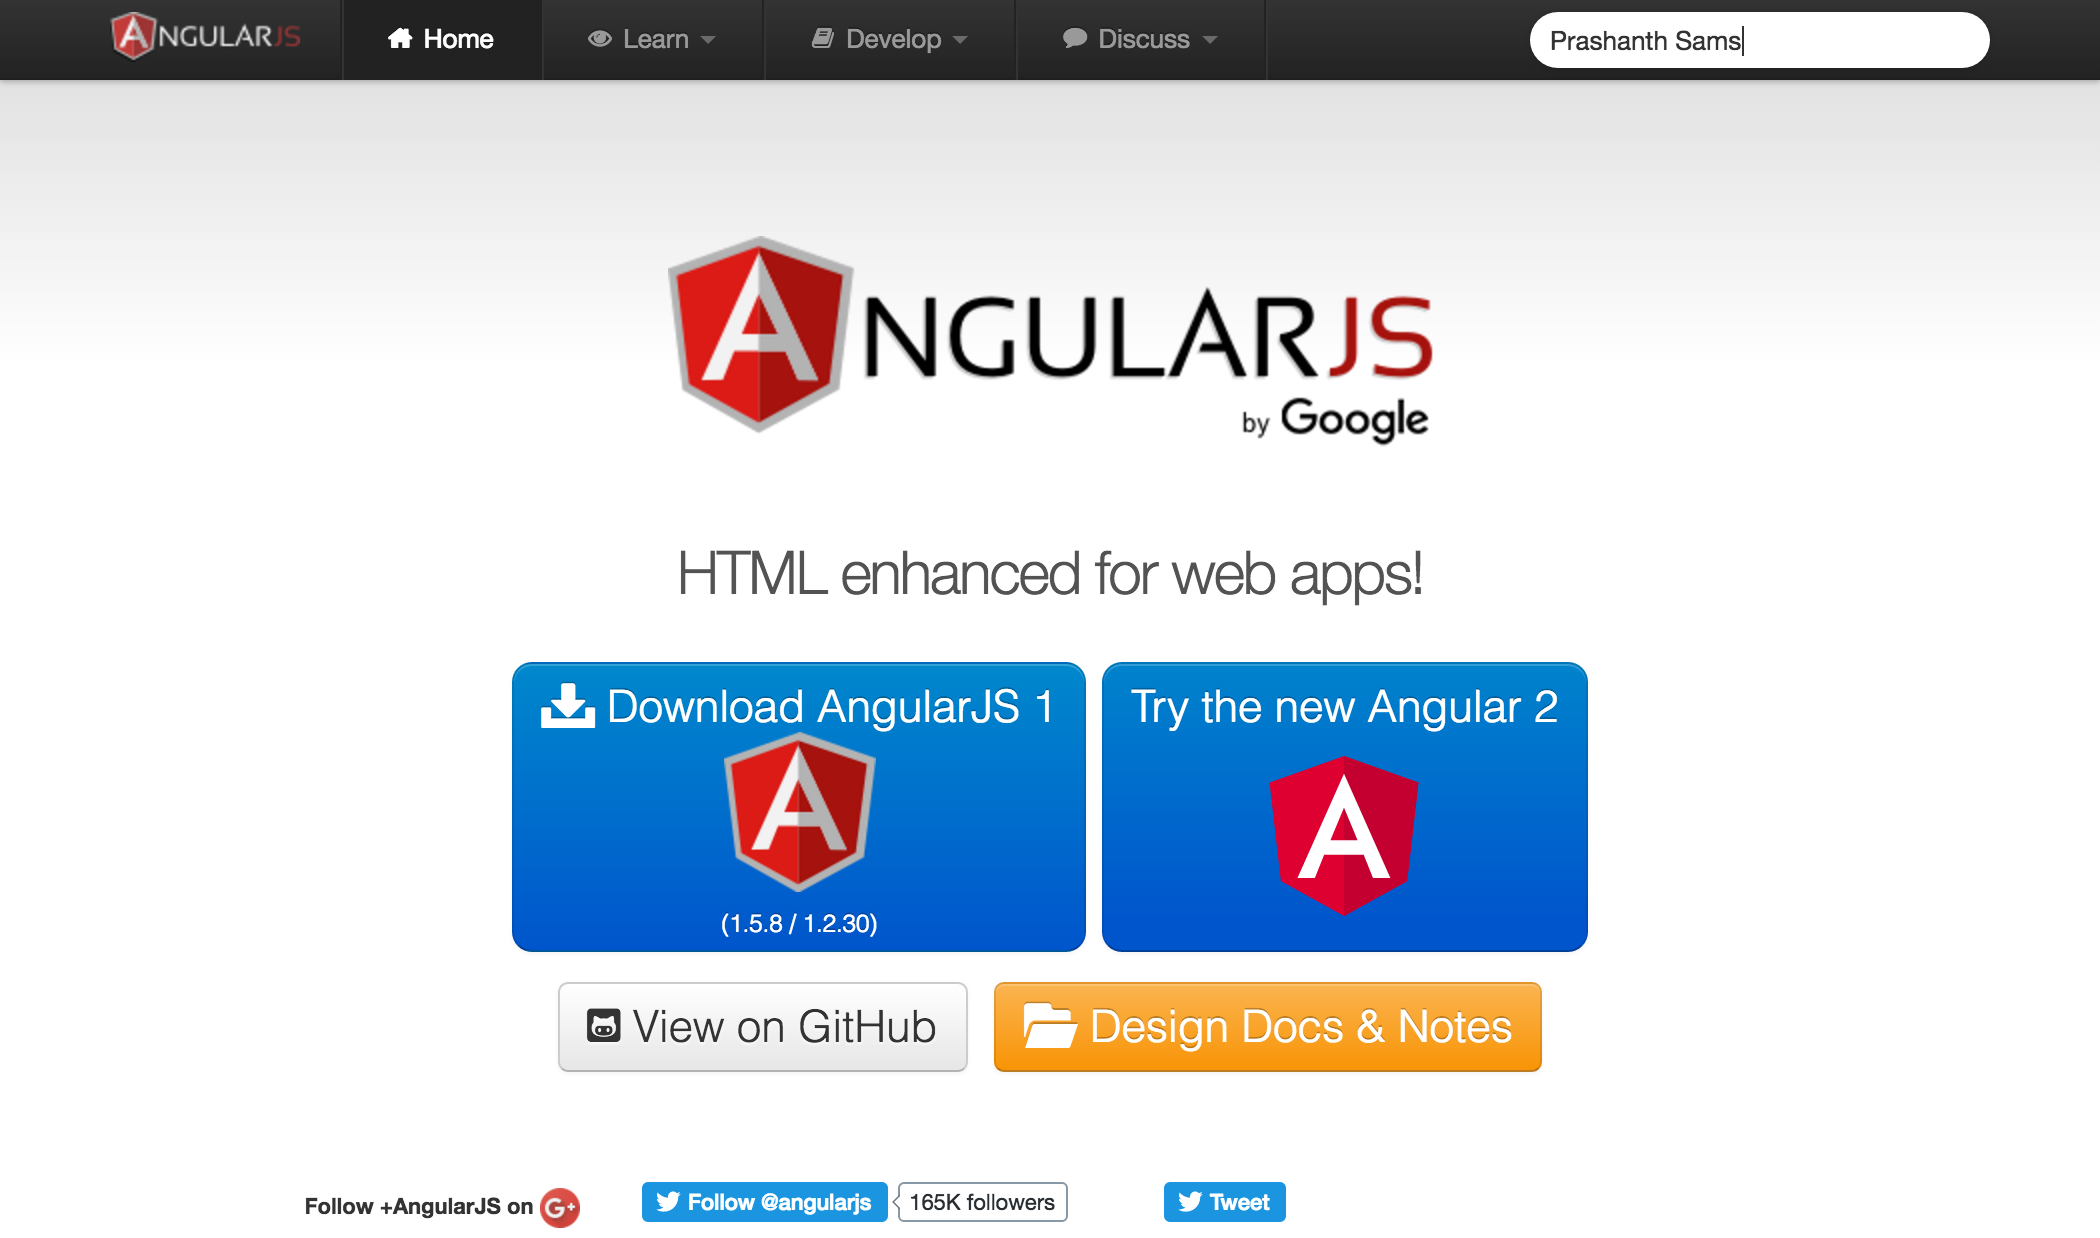 ANGULARJS
Home
Learn
Develop
Discuss
Prashanth Sams
ANGULARJS
by Google
HTML enhanced for web apps!
Download AngularJS 1
(1.5.8 / 1.2.30)
Try the new Angular 2
View on GitHub
Design Docs & Notes
Follow +AngularJS on G+
Follow @angularjs
165K followers
Tweet